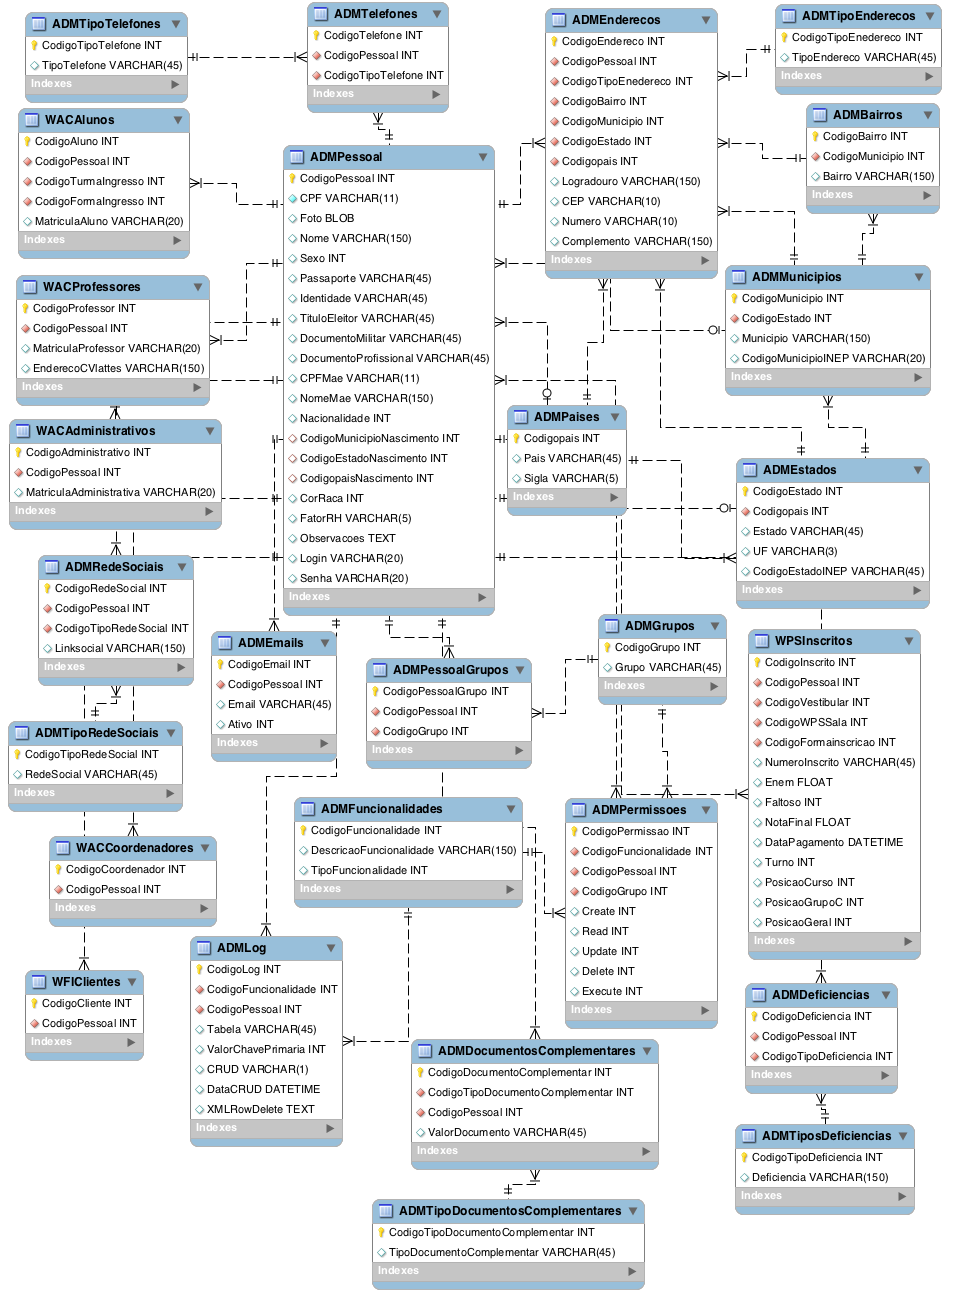 ADMTipoTelefones
CodigoTipoTelefone INT
TipoTelefone VARCHAR(45)
Indexes
ADMTelefones
CodigoTelefone INT
CodigoPessoal INT
CodigoTipoTelefone INT
Indexes
ADMEnderecos
CodigoEndereco INT
CodigoPessoal INT
CodigoTipoEnedereco INT
CodigoBairro INT
CodigoMunicipio INT
CodigoEstado INT
Codigopais INT
Logradouro VARCHAR(150)
CEP VARCHAR(10)
Numero VARCHAR(10)
Complemento VARCHAR(150)
Indexes
ADMTipoEnderecos
CodigoTipoEnedereco INT
TipoEndereco VARCHAR(45)
Indexes
WACAlunos
CodigoAluno INT
CodigoPessoal INT
CodigoTurmaIngresso INT
CodigoFormaIngresso INT
MatriculaAluno VARCHAR(20)
Indexes
ADMBairros
CodigoBairro INT
CodigoMunicipio INT
Bairro VARCHAR(150)
Indexes
ADMPessoal
CodigoPessoal INT
CPF VARCHAR(11)
Foto BLOB
Nome VARCHAR(150)
Sexo INT
Passaporte VARCHAR(45)
Identidade VARCHAR(45)
TituloEleitor VARCHAR(45)
DocumentoMilitar VARCHAR(45)
DocumentoProfissional VARCHAR(45)
CPFMae VARCHAR(11)
NomeMae VARCHAR(150)
Nacionalidade INT
CodigoMunicipioNascimento INT
CodigoEstadoNascimento INT
CodigopaisNascimento INT
CorRaca INT
FatorRH VARCHAR(5)
Observacoes TEXT
Login VARCHAR(20)
Senha VARCHAR(20)
Indexes
WACProfessores
CodigoProfessor INT
CodigoPessoal INT
MatriculaProfessor VARCHAR(20)
EnderecoCVlattes VARCHAR(150)
Indexes
ADMMunicipios
CodigoMunicipio INT
CodigoEstado INT
Municipio VARCHAR(150)
CodigoMunicipioINEP VARCHAR(20)
Indexes
WACAdministrativos
CodigoAdministrativo INT
CodigoPessoal INT
MatriculaAdministrativa VARCHAR(20)
Indexes
ADMPaises
Codigopais INT
Pais VARCHAR(45)
Sigla VARCHAR(5)
Indexes
ADMEstados
CodigoEstado INT
Codigopais INT
Estado VARCHAR(45)
UF VARCHAR(3)
CodigoEstadoINEP VARCHAR(45)
Indexes
ADMRedeSociais
CodigoRedeSocial INT
CodigoPessoal INT
CodigoTipoRedeSocial INT
Linksocial VARCHAR(150)
Indexes
ADMEmails
CodigoEmail INT
CodigoPessoal INT
Email VARCHAR(45)
Ativo INT
Indexes
ADMPessoalGrupos
CodigoPessoalGrupo INT
CodigoPessoal INT
CodigoGrupo INT
Indexes
ADMGrupos
CodigoGrupo INT
Grupo VARCHAR(45)
Indexes
WPSInscritos
CodigoInscrito INT
CodigoPessoal INT
CodigoVestibular INT
CodigoWPSSala INT
CodigoFormainscricao INT
NumeroInscrito VARCHAR(45)
Enem FLOAT
Faltoso INT
NotaFinal FLOAT
DataPagamento DATETIME
Turno INT
PosicaoCurso INT
PosicaoGrupoC INT
PosicaoGeral INT
Indexes
ADMTipoRedeSociais
CodigoTipoRedeSocial INT
RedeSocial VARCHAR(45)
Indexes
ADMFuncionalidades
CodigoFuncionalidade INT
DescricaoFuncionalidade VARCHAR(150)
TipoFuncionalidade INT
Indexes
ADMPermissoes
CodigoPermissao INT
CodigoFuncionalidade INT
CodigoPessoal INT
CodigoGrupo INT
Create INT
Read INT
Update INT
Delete INT
Execute INT
Indexes
WACCoordenadores
CodigoCoordenador INT
CodigoPessoal INT
Indexes
ADMLog
CodigoLog INT
CodigoFuncionalidade INT
CodigoPessoal INT
Tabela VARCHAR(45)
ValorChavePrimaria INT
CRUD VARCHAR(1)
DataCRUD DATETIME
XMLRowDelete TEXT
Indexes
WFIClientes
CodigoCliente INT
CodigoPessoal INT
Indexes
ADMDeficiencias
CodigoDeficiencia INT
CodigoPessoal INT
CodigoTipoDeficiencia INT
Indexes
ADMDocumentosComplementares
CodigoDocumentoComplementar INT
CodigoTipoDocumentoComplementar INT
CodigoPessoal INT
ValorDocumento VARCHAR(45)
Indexes
ADMTiposDeficiencias
CodigoTipoDeficiencia INT
Deficiencia VARCHAR(150)
Indexes
ADMTipoDocumentosComplementares
CodigoTipoDocumentoComplementar INT
TipoDocumentoComplementar VARCHAR(45)
Indexes